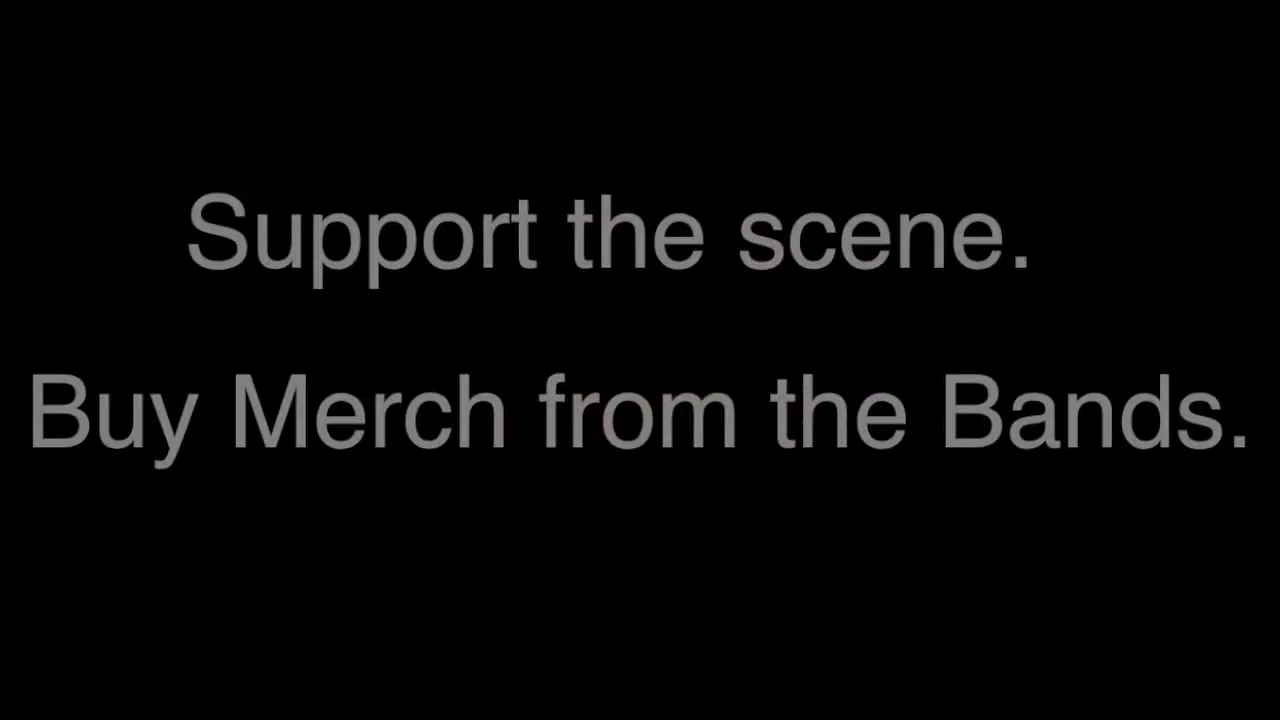 Support the scene.
Buy Merch from the Bands.